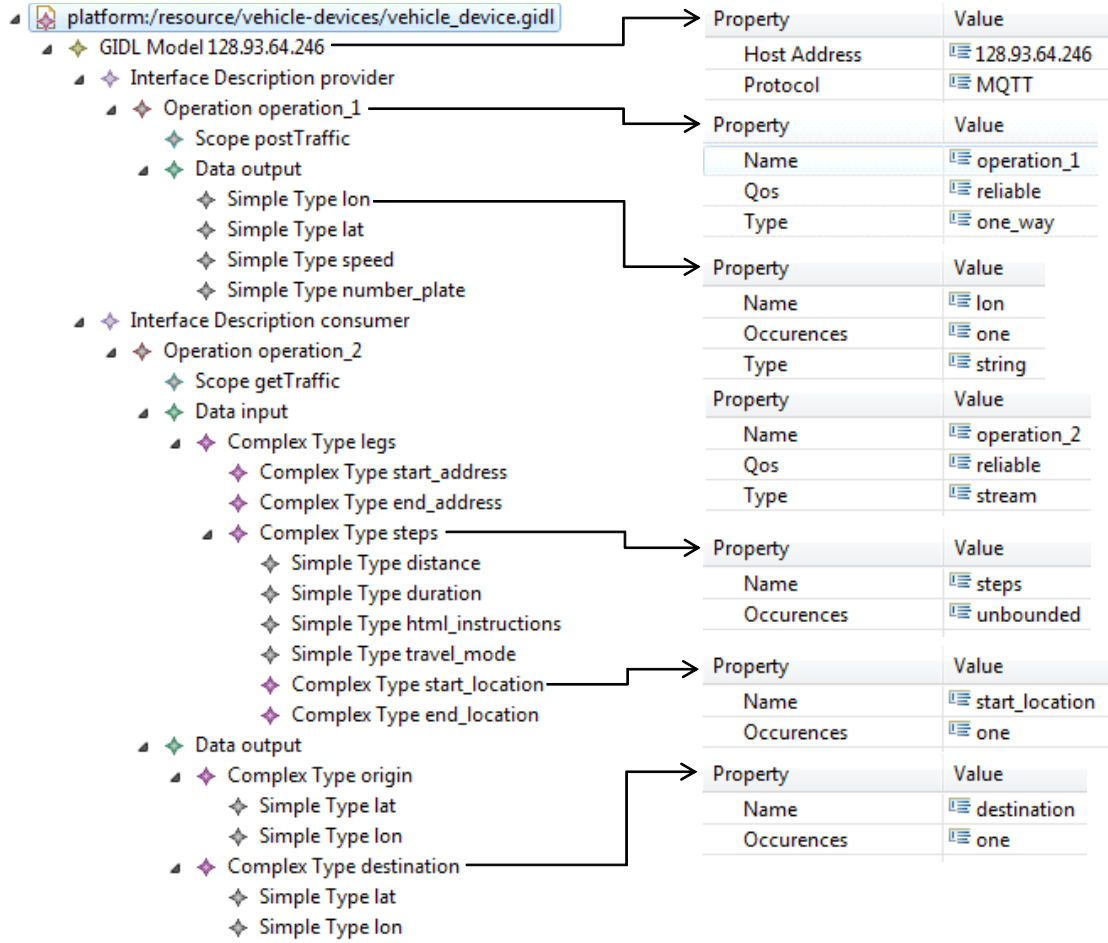 platform:/resource/vehicle-devices/vehicle_device.gidl
GIDL Model 128.93.64.246
Interface Description provider
Operation operation_1
Scope postTraffic
Data output
Simple Type lon
Simple Type lat
Simple Type speed
Simple Type number_plate
Interface Description consumer
Operation operation_2
Scope getTraffic
Data input
Complex Type legs
Complex Type start_address
Complex Type end_address
Complex Type steps
Simple Type distance
Simple Type duration
Simple Type html_instructions
Simple Type travel_mode
Complex Type start_location
Complex Type end_location
Data output
Complex Type origin
Simple Type lat
Simple Type lon
Complex Type destination
Simple Type lat
Simple Type lon
Property Value
Host Address 128.93.64.246
Protocol MQTT
Property Value
Name operation_1
Qos reliable
Type one_way
Property Value
Name lon
Occurences one
Type string
Property Value
Name operation_2
Qos reliable
Type stream
Property Value
Name steps
Occurences unbounded
Property Value
Name start_location
Occurences one
Property Value
Name destination
Occurences one